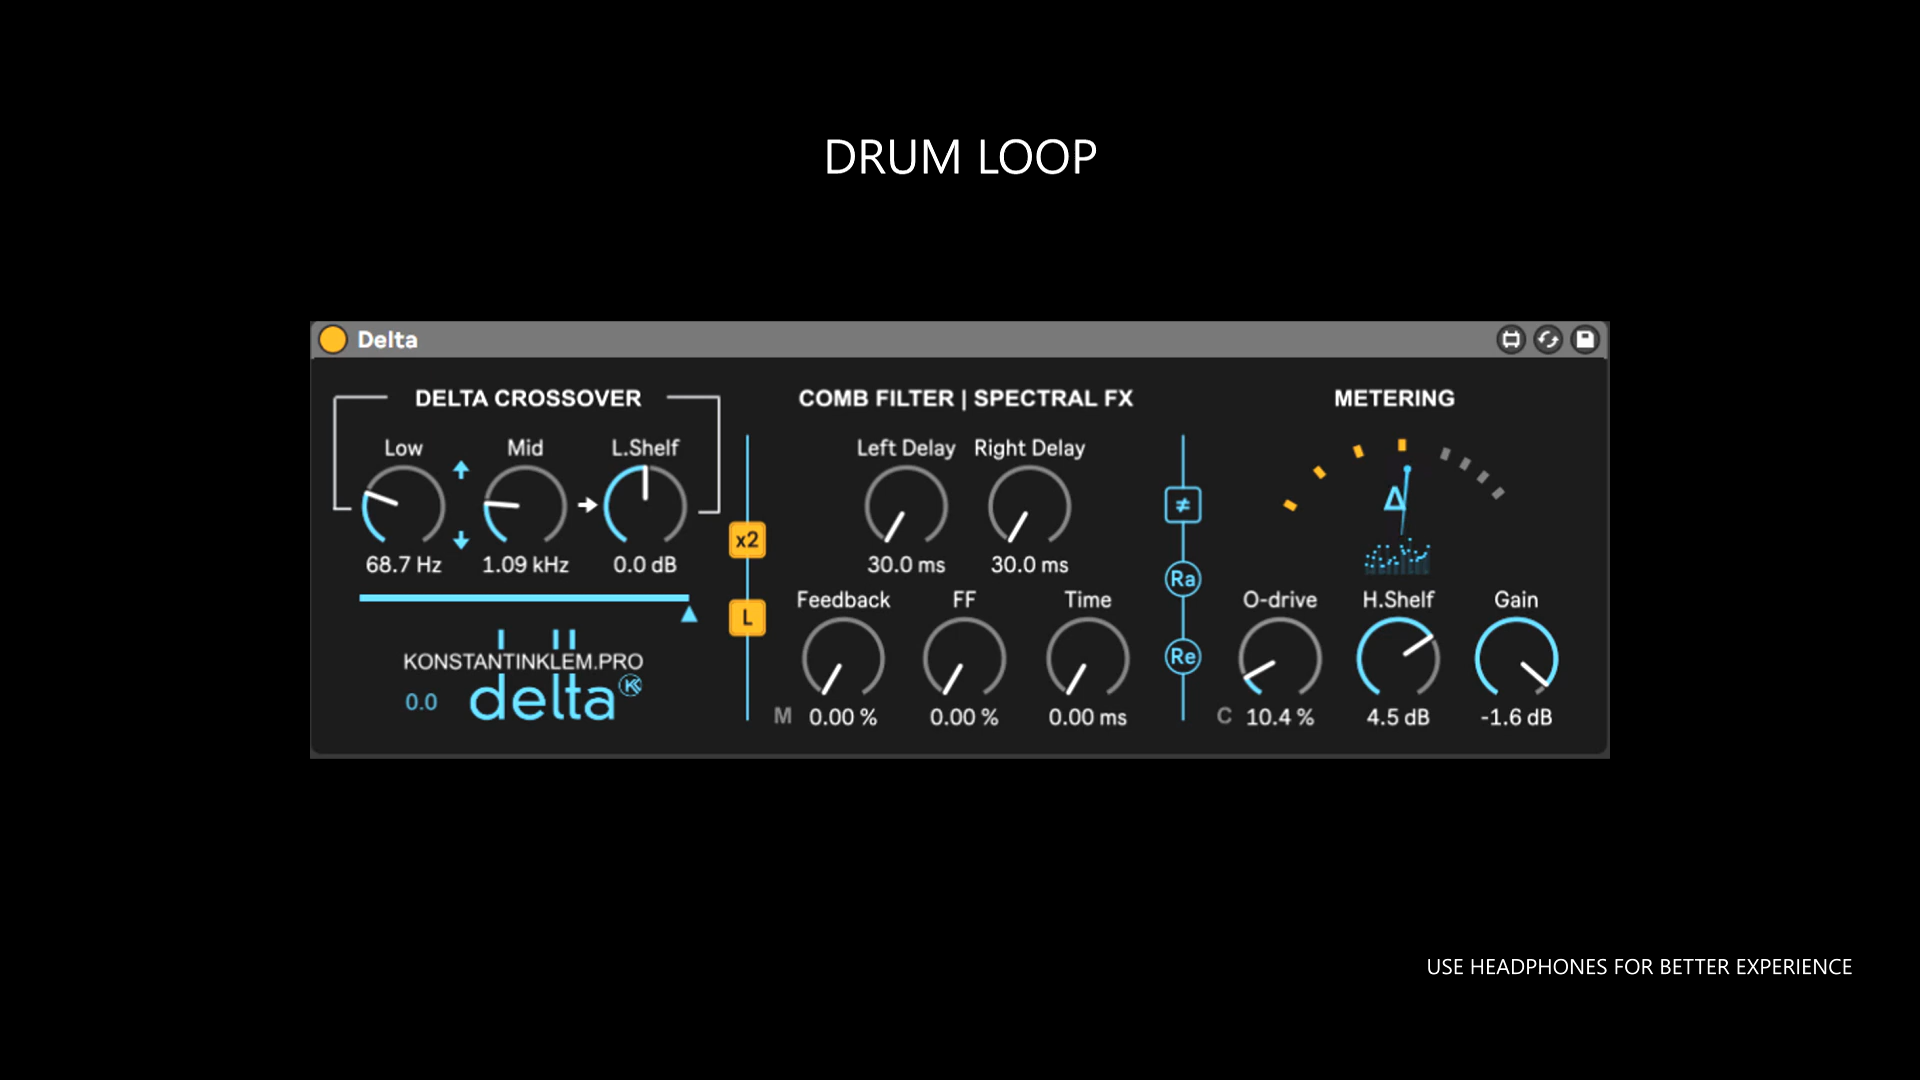 DRUM LOOP
Delta
DELTA CROSSOVER
COMB FILTER | SPECTRAL FX
METERING
Low
Mid
L.Shelf
Left Delay
Right Delay
68.7 Hz
1.09 kHz
0.0 dB
x2
L
30.0 ms
30.0 ms
≠
Ra
Re
Δ
Feedback
FF
Time
O-drive
H.Shelf
Gain
KONSTANTINKLEM.PRO
0.0
delta
K
M
0.00 %
0.00 %
0.00 ms
C
10.4 %
4.5 dB
-1.6 dB
USE HEADPHONES FOR BETTER EXPERIENCE